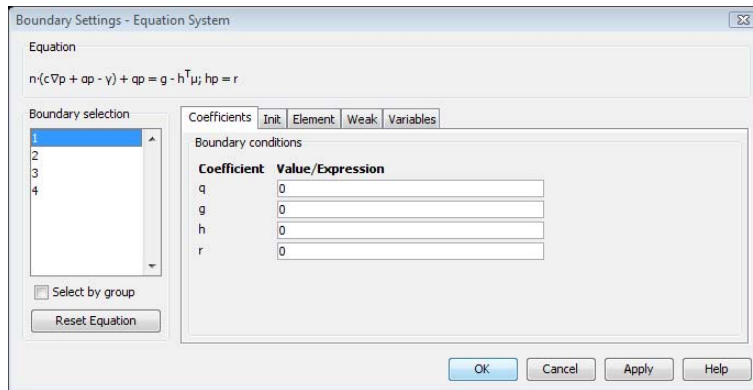 Boundary Settings - Equation System
Equation
n·(c∇p + αp - γ) + qp = g - hᵀμ; hp = r
Boundary selection
1
2
3
4
Select by group
Reset Equation
Coefficients Init Element Weak Variables
Boundary conditions
Coefficient Value/Expression
q 0
g 0
h 0
r 0
OK Cancel Apply Help